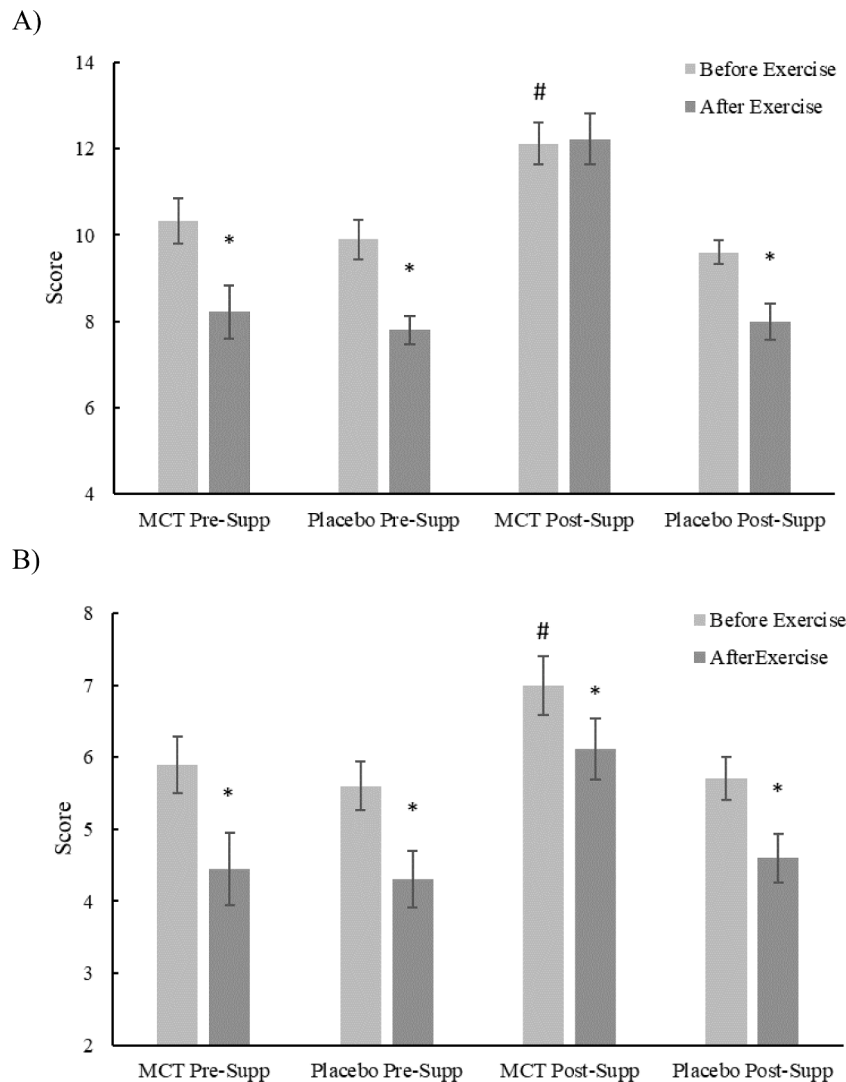 A)
14
12
10
8
6
4
Score
Before Exercise
After Exercise
*
*
#
*
MCT Pre-Supp Placebo Pre-Supp MCT Post-Supp Placebo Post-Supp
B)
8
7
6
5
4
3
2
Score
Before Exercise
AfterExercise
*
*
#
*
*
MCT Pre-Supp Placebo Pre-Supp MCT Post-Supp Placebo Post-Supp